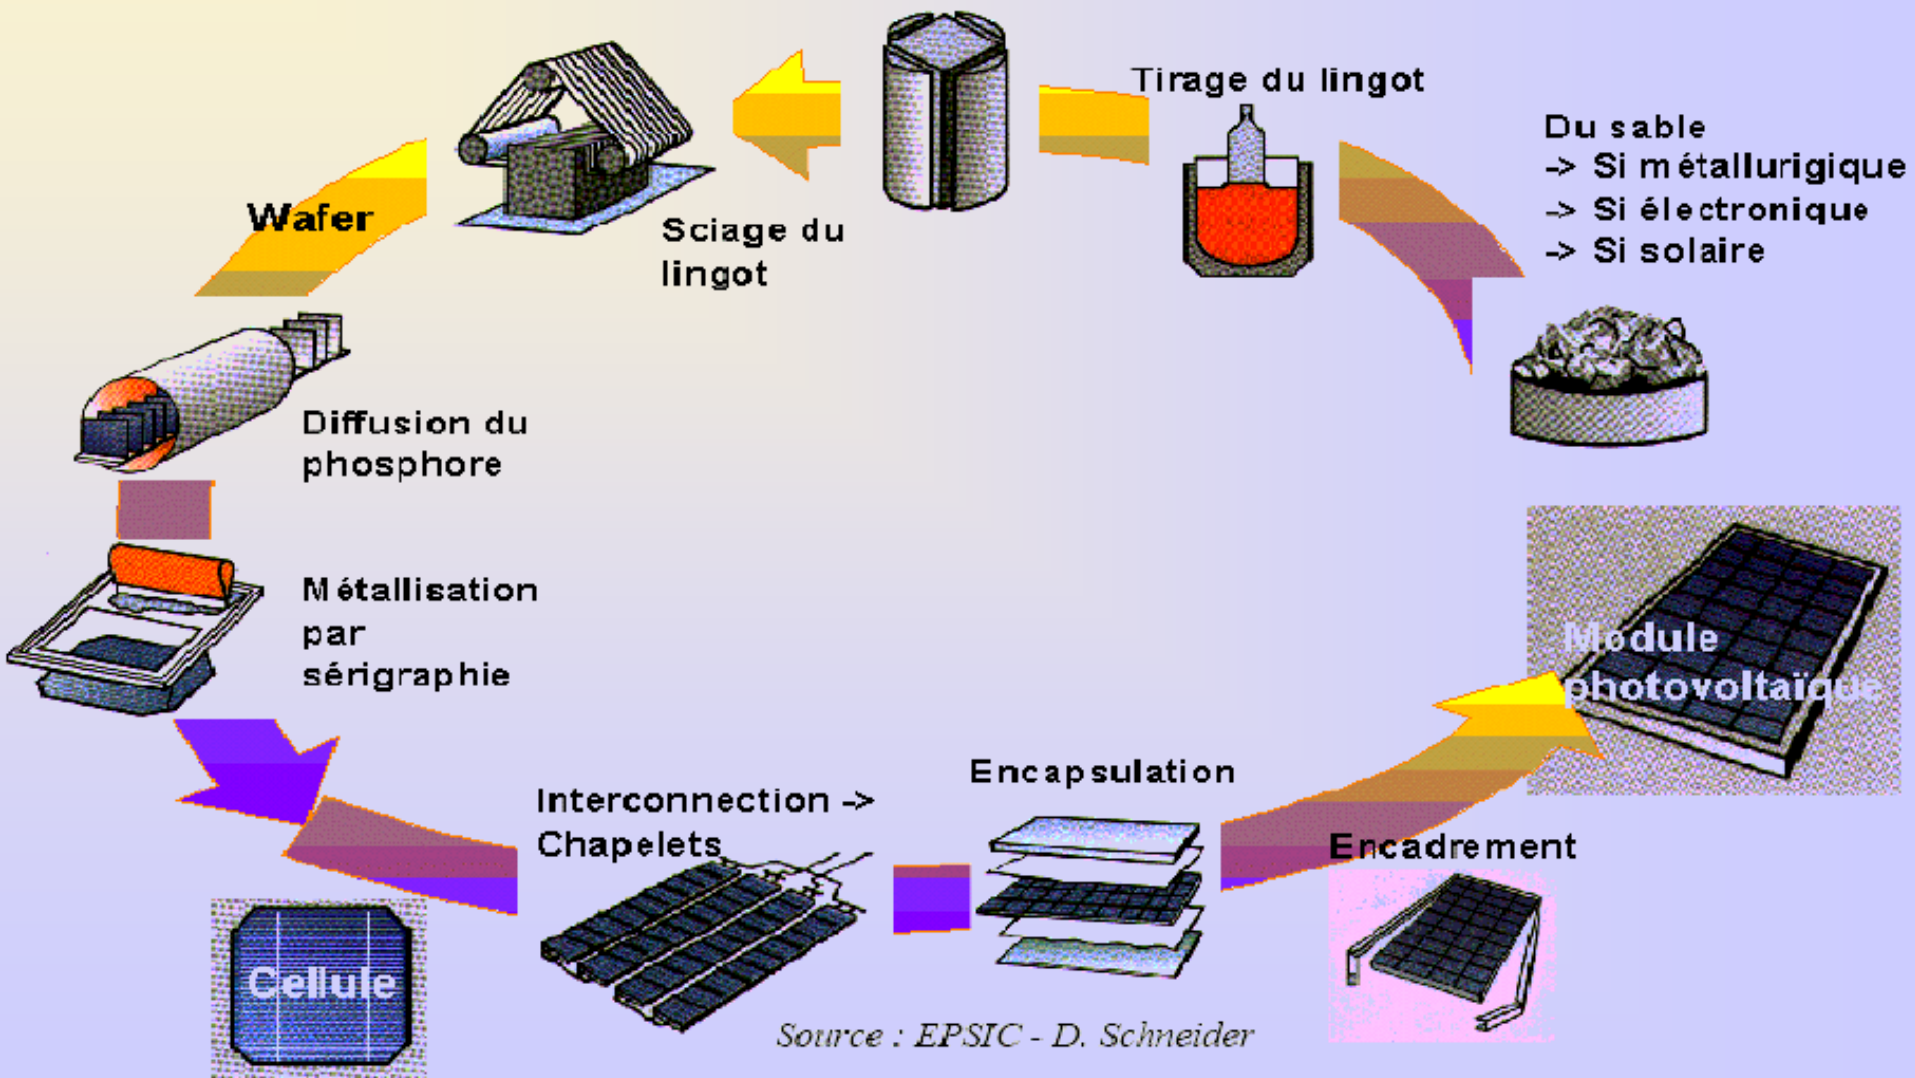 Du sable
-> Si métallurigique
-> Si électronique
-> Si solaire
Tirage du lingot
Sciage du
lingot
Wafer
Diffusion du
phosphore
Métallisation
par
sérigraphie
Cellule
Interconnection ->
Chapelets
Encapsulation
Encadrement
Module
photovoltaïque
Source : EPSIC - D. Schneider